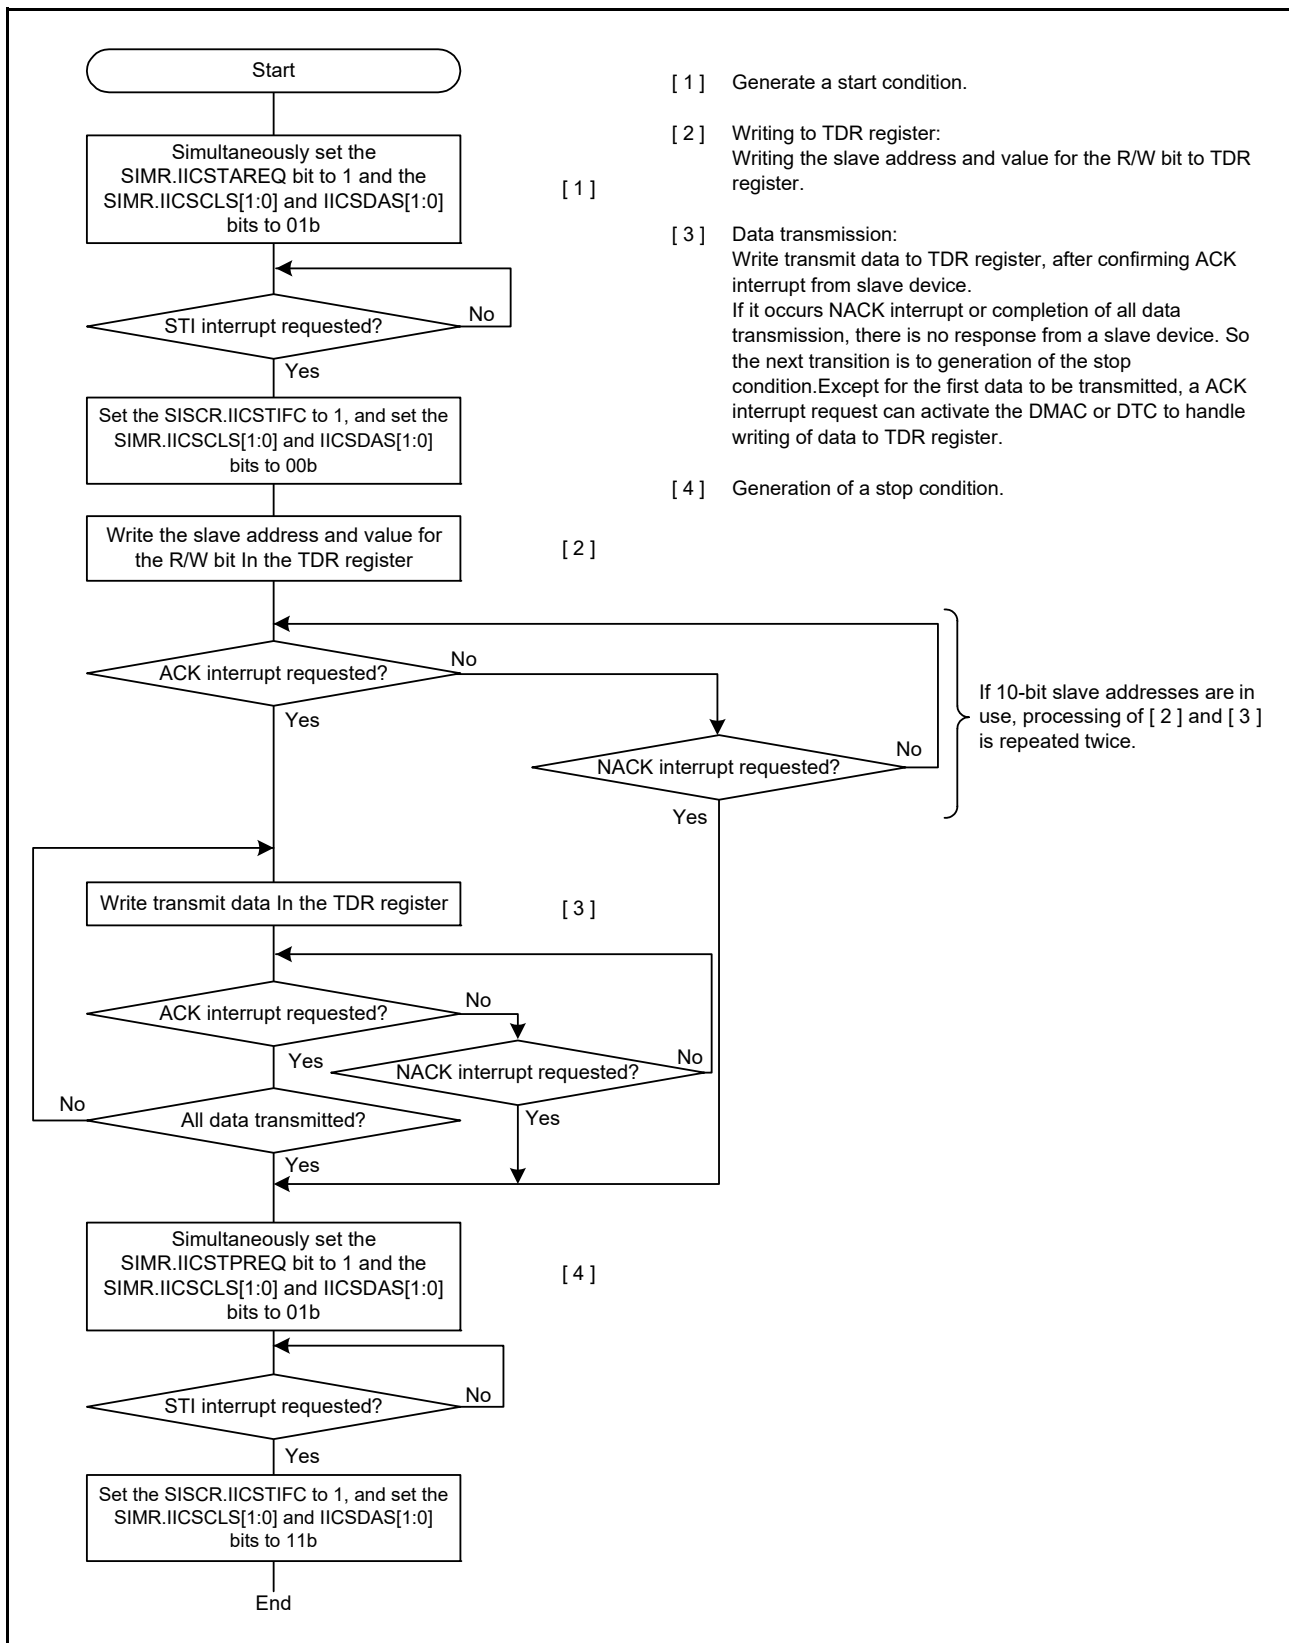 Start
Simultaneously set the
SIMR.IICSTAREQ bit to 1 and the
SIMR.IICSCLS[1:0] and IICSDAS[1:0]
bits to 01b
[ 1 ]
STI interrupt requested?
No
Yes
Set the SISCR.IICSTIFC to 1, and set the
SIMR.IICSCLS[1:0] and IICSDAS[1:0]
bits to 00b
Write the slave address and value for
the R/W bit In the TDR register
[ 2 ]
ACK interrupt requested?
No
Yes
NACK interrupt requested?
No
Yes
Write transmit data In the TDR register
[ 3 ]
ACK interrupt requested?
No
Yes
NACK interrupt requested?
No
Yes
All data transmitted?
No
Yes
Simultaneously set the
SIMR.IICSTPREQ bit to 1 and the
SIMR.IICSCLS[1:0] and IICSDAS[1:0]
bits to 01b
[ 4 ]
STI interrupt requested?
No
Yes
Set the SISCR.IICSTIFC to 1, and set the
SIMR.IICSCLS[1:0] and IICSDAS[1:0]
bits to 11b
End
[ 1 ] Generate a start condition.
[ 2 ] Writing to TDR register:
Writing the slave address and value for the R/W bit to TDR
register.
[ 3 ] Data transmission:
Write transmit data to TDR register, after confirming ACK
interrupt from slave device.
If it occurs NACK interrupt or completion of all data
transmission, there is no response from a slave device. So
the next transition is to generation of the stop
condition.Except for the first data to be transmitted, a ACK
interrupt request can activate the DMAC or DTC to handle
writing of data to TDR register.
[ 4 ] Generation of a stop condition.
If 10-bit slave addresses are in
use, processing of [ 2 ] and [ 3 ]
is repeated twice.